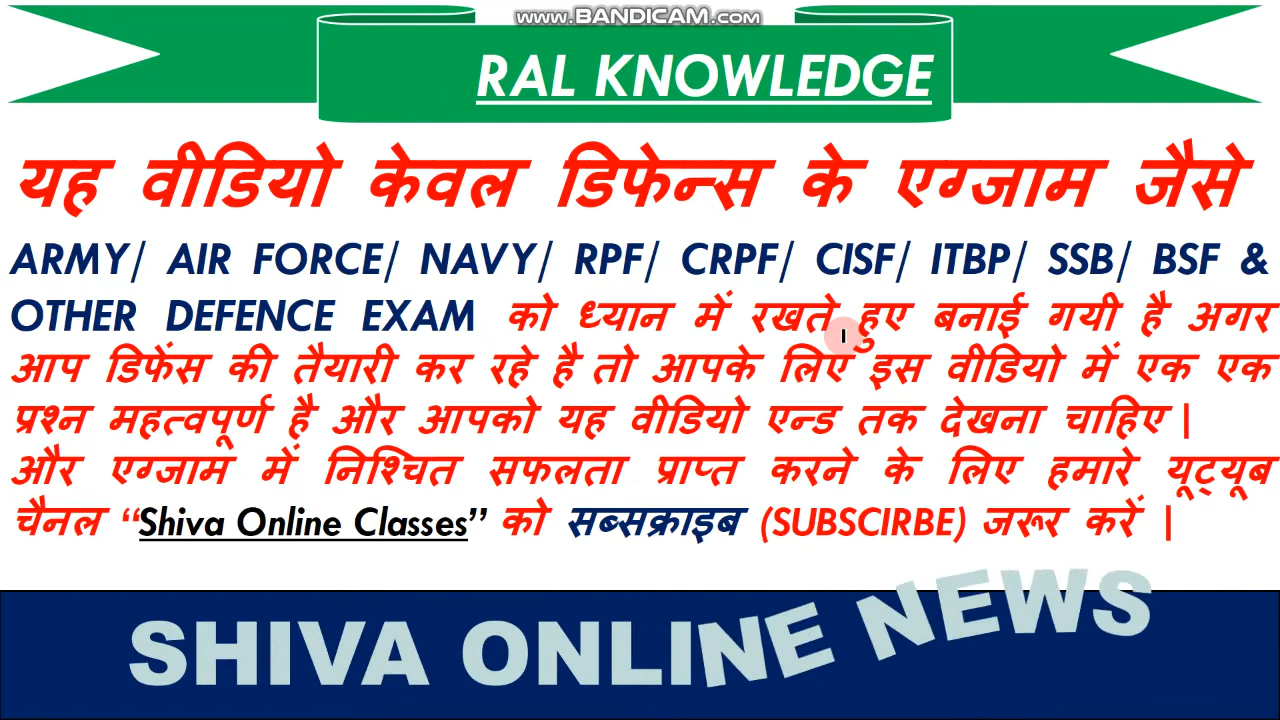 www.BANDICAM.com
RAL KNOWLEDGE
यह वीडियो केवल डिफेन्स के एग्जाम जैसे
ARMY/ AIR FORCE/ NAVY/ RPF/ CRPF/ CISF/ ITBP/ SSB/ BSF &
OTHER DEFENCE EXAM को ध्यान में रखते हुए बनाई गयी है अगर
आप डिफेंस की तैयारी कर रहे है तो आपके लिए इस वीडियो में एक एक
प्रश्न महत्वपूर्ण है और आपको यह वीडियो एन्ड तक देखना चाहिए |
और एग्जाम में निश्चित सफलता प्राप्त करने के लिए हमारे यूट्यूब
चैनल “Shiva Online Classes” को सब्सक्राइब (SUBSCIRBE) जरूर करें |
SHIVA ONLINE NEWS